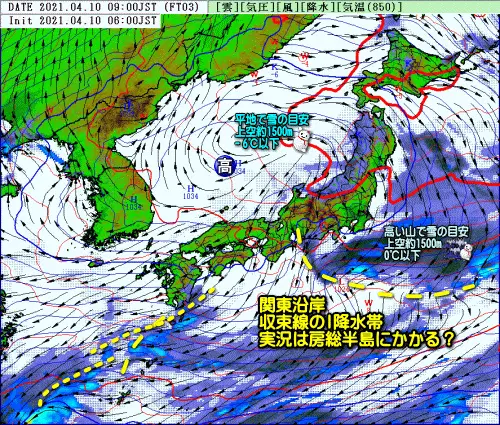 DATE 2021.04.10 09:00JST (FT03)
[雲][気圧][風][降水][気温(850)]
Init 2021.04.10 06:00JST
平地で雪の目安
上空約1500m
-6℃以下
高
H
1034
H
1034
高い山で雪の目安
上空約1500m
0℃以下
関東沿岸
収束線の降水帯
実況は房総半島にかかる？